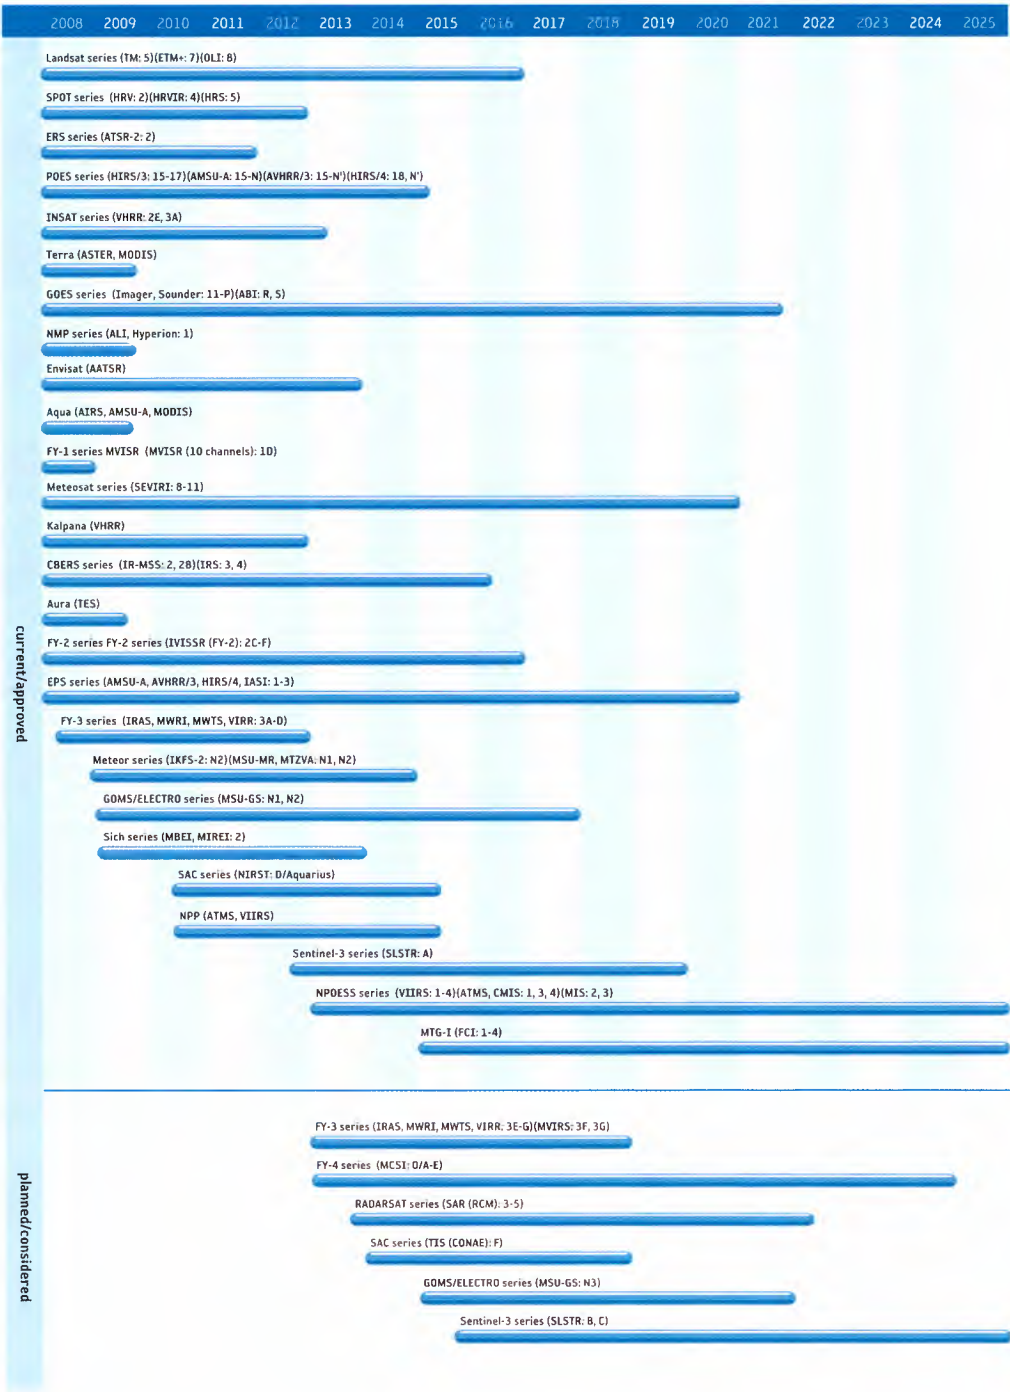 2008 2009 2010 2011 2012 2013 2014 2015 2016 2017 2018 2019 2020 2021 2022 2023 2024 2025
Landsat series (TM: 5)(ETM+: 7)(OLI: 8)
SPOT series (HRV: 2)(HRVIR: 4)(HRS: 5)
ERS series (ATSR-2: 2)
POES series (HIRS/3: 15-17)(AMSU-A: 15-N)(AVHRR/3: 15-N')(HIRS/4: 18, N')
INSAT series (VHRR: 2E, 3A)
Terra (ASTER, MODIS)
GOES series (Imager, Sounder: 11-P)(ABI: R, S)
NMP series (ALI, Hyperion: 1)
Envisat (AATSR)
Aqua (AIRS, AMSU-A, MODIS)
FY-1 series MVISR (MVISR (10 channels): 1D)
Meteosat series (SEVIRI: 8-11)
Kalpana (VHRR)
CBERS series (IR-MSS: 2, 2B)(IRS: 3, 4)
Aura (TES)
FY-2 series FY-2 series (IVISSR (FY-2): 2C-F)
EPS series (AMSU-A, AVHRR/3, HIRS/4, IASI: 1-3)
FY-3 series (IRAS, MWRI, MWTS, VIRR: 3A-D)
Meteor series (IKFS-2: N2)(MSU-MR, MTZVA: N1, N2)
GOMS/ELECTRO series (MSU-GS: N1, N2)
Sich series (MBEI, MIREI: 2)
SAC series (NIRST: D/Aquarius)
NPP (ATMS, VIIRS)
Sentinel-3 series (SLSTR: A)
NPOESS series (VIIRS: 1-4)(ATMS, CMIS: 1, 3, 4)(MIS: 2, 3)
MTG-I (FCI: 1-4)
current/approved
FY-3 series (IRAS, MWRI, MWTS, VIRR: 3E-G)(MVIRS: 3F, 3G)
FY-4 series (MCSI: O/A-E)
RADARSAT series (SAR (RCM): 3-5)
SAC series (TIS (CONAE): F)
GOMS/ELECTRO series (MSU-GS: N3)
Sentinel-3 series (SLSTR: B, C)
planned/considered